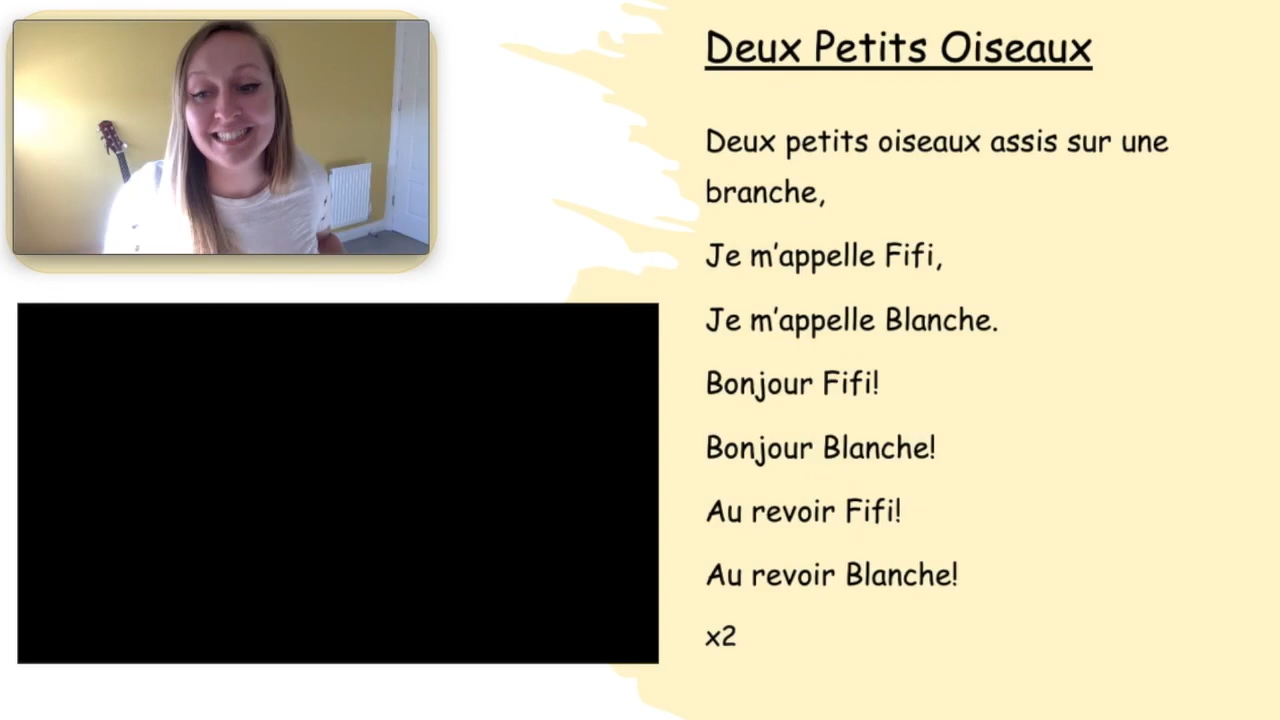 Deux Petits Oiseaux
Deux petits oiseaux assis sur une
branche,
Je m’appelle Fifi,
Je m’appelle Blanche.
Bonjour Fifi!
Bonjour Blanche!
Au revoir Fifi!
Au revoir Blanche!
x2